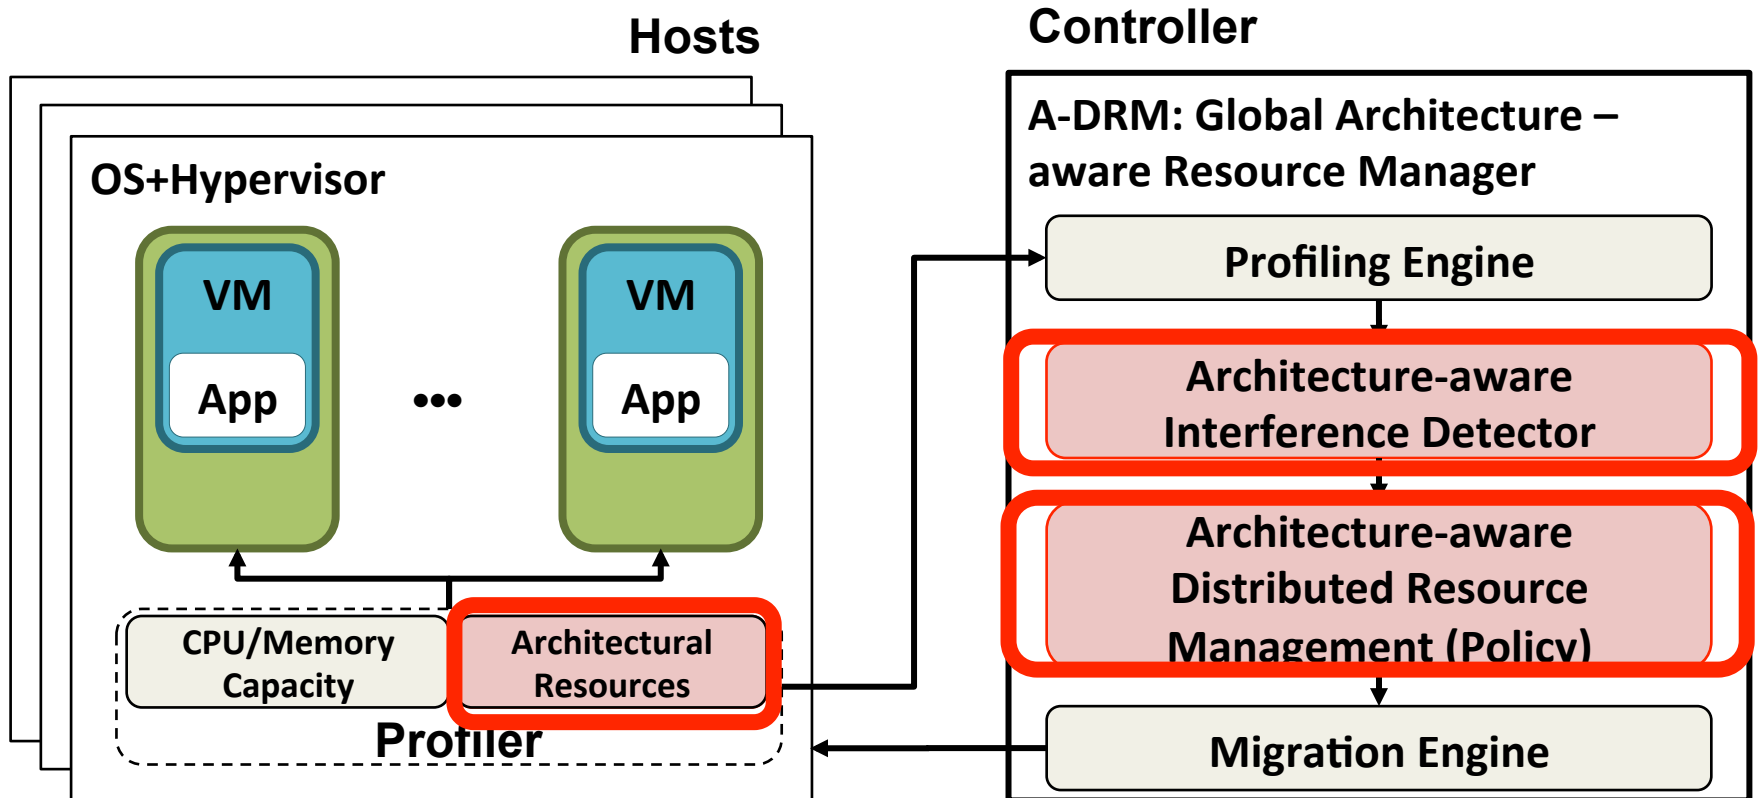 Hosts
OS+Hypervisor
VM
App
•••
VM
App
CPU/Memory
Capacity
Architectural
Resources
Profiler
Controller
A-DRM: Global Architecture –
aware Resource Manager
Profiling Engine
Architecture-aware
Interference Detector
Architecture-aware
Distributed Resource
Management (Policy)
Migration Engine